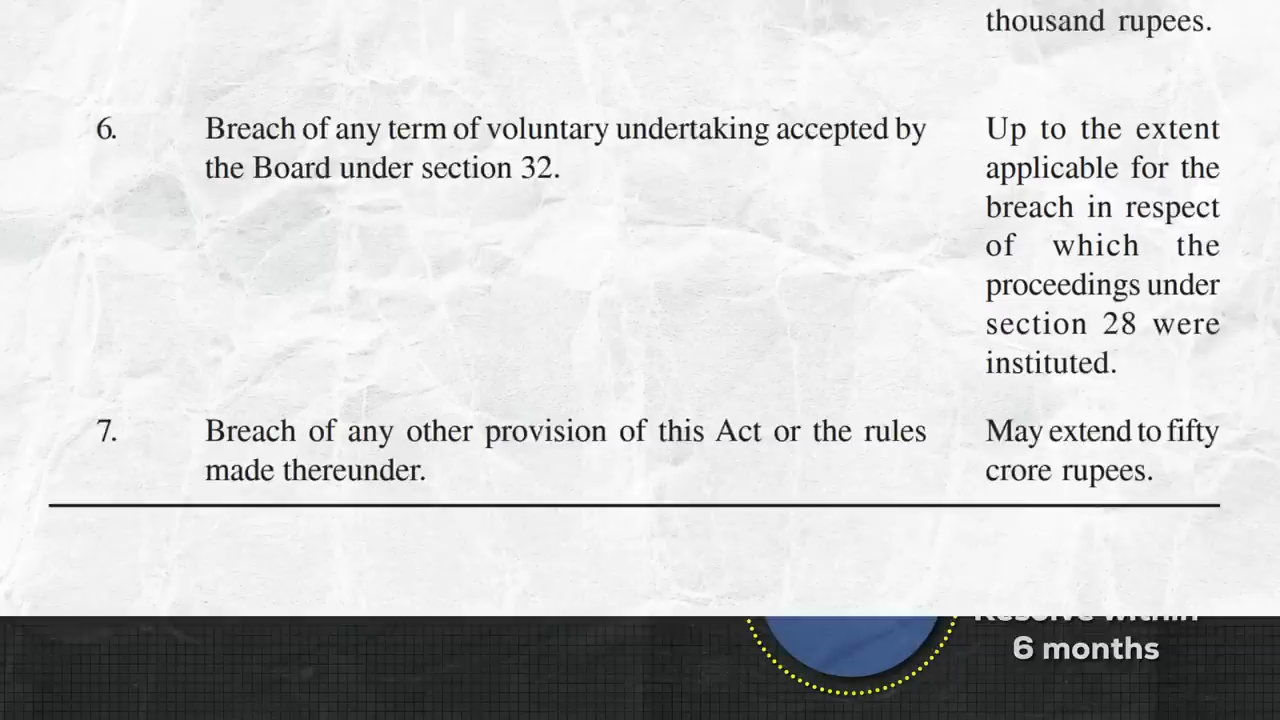 thousand rupees.
6. Breach of any term of voluntary undertaking accepted by Up to the extent
the Board under section 32. applicable for the
breach in respect
of which the
proceedings under
section 28 were
instituted.
7. Breach of any other provision of this Act or the rules May extend to fifty
made thereunder. crore rupees.
Resolve within
6 months